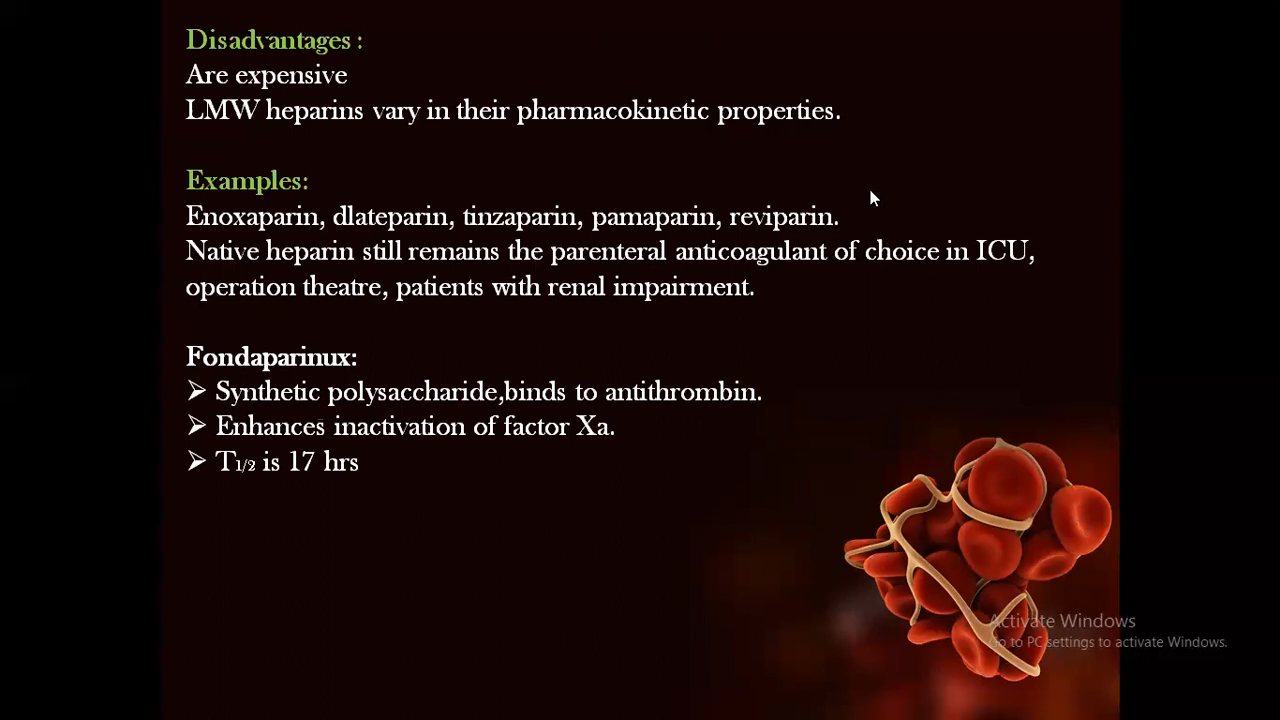 Disadvantages :
Are expensive
LMW heparins vary in their pharmacokinetic properties.
Examples:
Enoxaparin, dlateparin, tinzaparin, pamaparin, reviparin.
Native heparin still remains the parenteral anticoagulant of choice in ICU,
operation theatre, patients with renal impairment.
Fondaparinux:
➢ Synthetic polysaccharide,binds to antithrombin.
➢ Enhances inactivation of factor Xa.
➢ T1/2 is 17 hrs
Activate Windows
Go to PC settings to activate Windows.